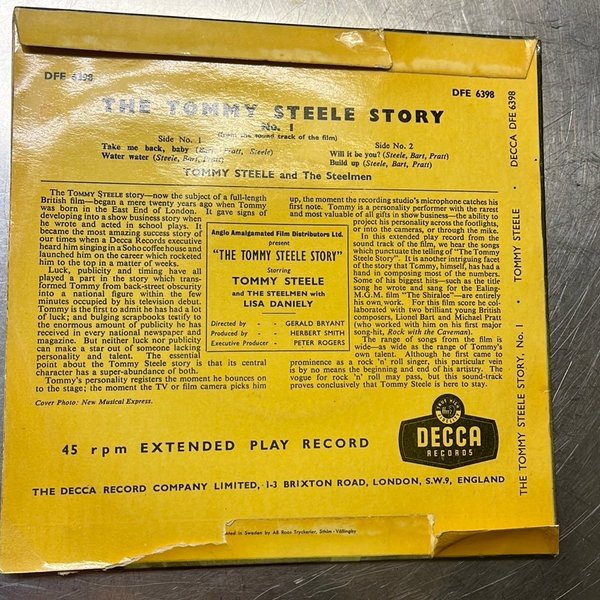 DFE 6398
DFE 6398
THE TOMMY STEELE STORY
No. 1
(from the sound track of the film)
Side No. 1
Take me back, baby (Bart, Pratt, Steele)
Water water (Steele, Bart, Pratt)
Side No. 2
Will it be you? (Steele, Bart, Pratt)
Build up (Steele, Bart, Pratt)
TOMMY STEELE and The Steelmen
The TOMMY STEELE story—now the subject of a full-length
British film—began a mere twenty years ago when Tommy
was born in the East End of London. It gave signs of
developing into a show business story when
he wrote and acted in school plays. It
became the most amazing success story of
our times when a Decca Records executive
heard him singing in a Soho coffee house and
launched him on the career which rocketed
him to the top in a matter of weeks.
Luck, publicity and timing have all
played a part in the story which trans-
formed Tommy from back-street obscurity
into a national figure within the few
minutes occupied by his television debut.
Tommy is the first to admit he has had a lot
of luck; and bulging scrapbooks testify to
the enormous amount of publicity he has
received in every national newspaper and
magazine. But neither luck nor publicity
can make a star out of someone lacking
personality and talent. The essential
point about the Tommy Steele story is that its central
character has a super-abundance of both.
Tommy's personality registers the moment he bounces on
to the stage; the moment the TV or film camera picks him
Cover Photo: New Musical Express.
Anglo Amalgamated Film Distributors Ltd.
present
"THE TOMMY STEELE STORY"
Starring
TOMMY STEELE
and THE STEELMEN with
LISA DANIELY
Directed by - - GERALD BRYANT
Produced by - HERBERT SMITH
Executive Producer - PETER ROGERS
up, the moment the recording studio's microphone catches his
first note. Tommy is a personality performer with the rarest
and most valuable of all gifts in show business—the ability to
project his personality across the footlights,
or into the cameras, or through the mike.
In this extended play record from the
sound track of the film, we hear the songs
which punctuate the telling of "The Tommy
Steele Story". It is another intriguing facet
of the story that Tommy, himself, has had a
hand in composing most of the numbers.
Some of his biggest hits—such as the title
song he wrote and sang for the Ealing-
M.G.M. film "The Shiralee"—are entirely
his own work. For this film score he col-
laborated with two brilliant young British
composers, Lionel Bart and Michael Pratt
(who worked with him on his first major
song-hit, Rock with the Caveman).
The range of songs from the film is
wide—as wide as the range of Tommy's
own talent. Although he first came to
prominence as a rock 'n' roll singer, this particular vein
is by no means the beginning and end of his artistry. The
vogue for rock 'n' roll may pass, but this sound-track
proves conclusively that Tommy Steele is here to stay.
45 rpm EXTENDED PLAY RECORD
DECCA
RECORDS
THE DECCA RECORD COMPANY LIMITED, 1-3 BRIXTON ROAD, LONDON, S.W.9, ENGLAND
in Sweden by AB Roos Tryckerier, Sthlm - Vällingby
THE TOMMY STEELE STORY, No. 1 • TOMMY STEELE • DECCA DFE 6398